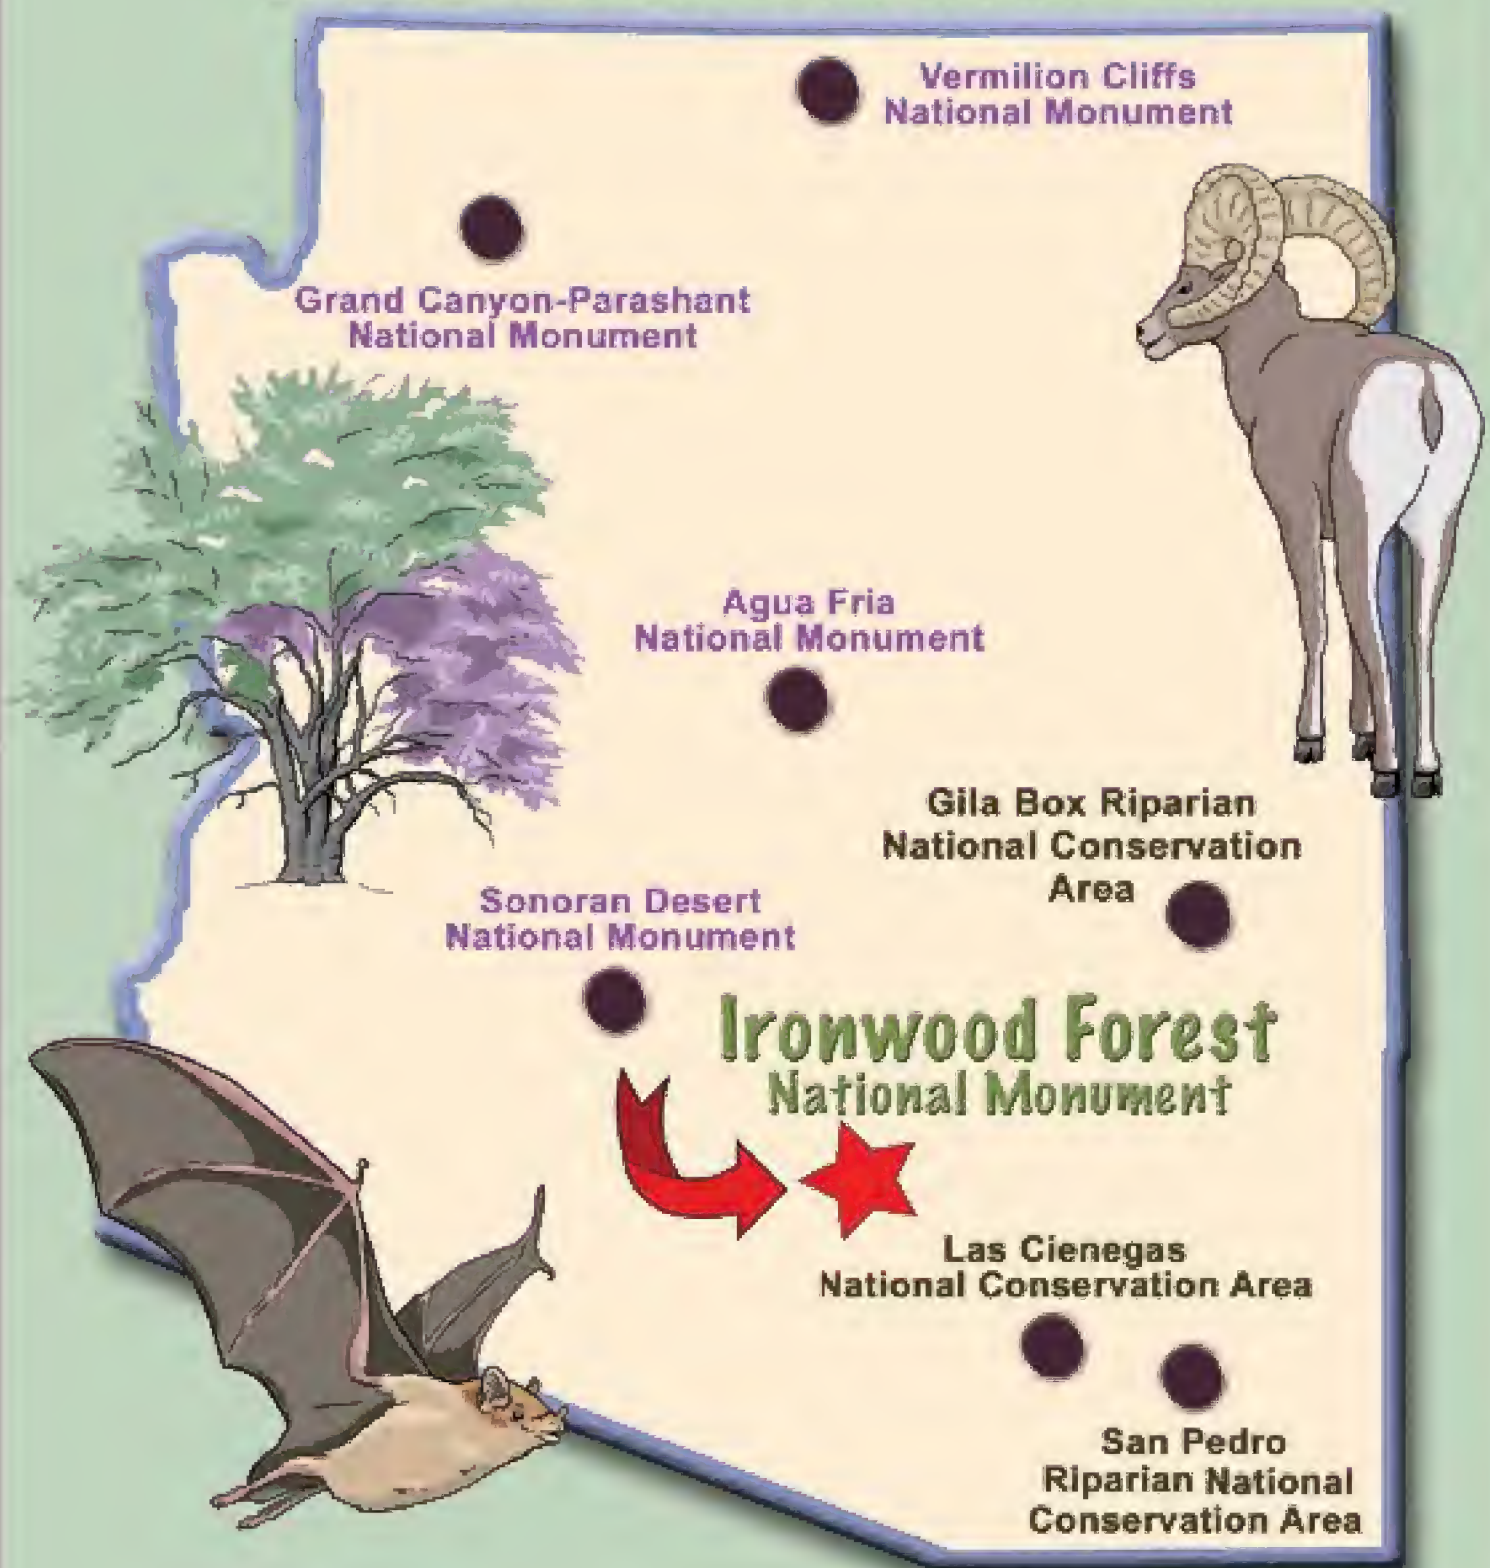 Vermilion Cliffs
National Monument
Grand Canyon-Parashant
National Monument
Agua Fria
National Monument
Gila Box Riparian
National Conservation
Area
Sonoran Desert
National Monument
Ironwood Forest
National Monument
Las Cienegas
National Conservation Area
San Pedro
Riparian National
Conservation Area